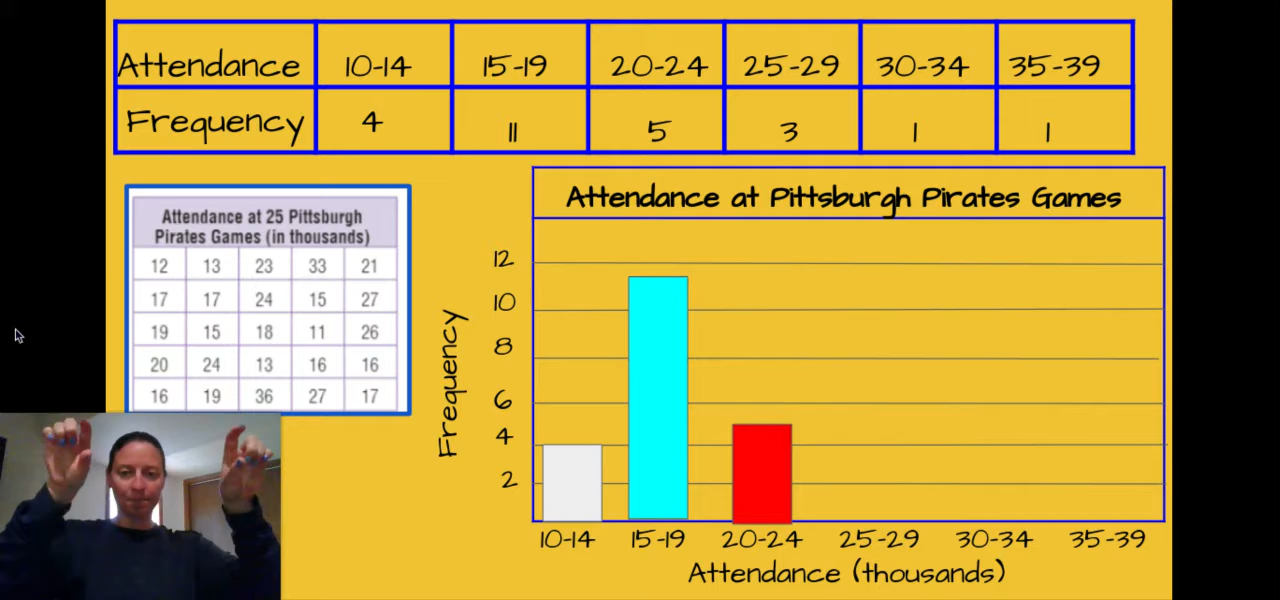 Attendance 10-14 15-19 20-24 25-29 30-34 35-39
Frequency 4 11 5 3 1 1
Attendance at 25 Pittsburgh
Pirates Games (in thousands)
12 13 23 33 21
17 17 24 15 27
19 15 18 11 26
20 24 13 16 16
16 19 36 27 17
Attendance at Pittsburgh Pirates Games
Frequency
12
10
8
6
4
2
10-14 15-19 20-24 25-29 30-34 35-39
Attendance (thousands)